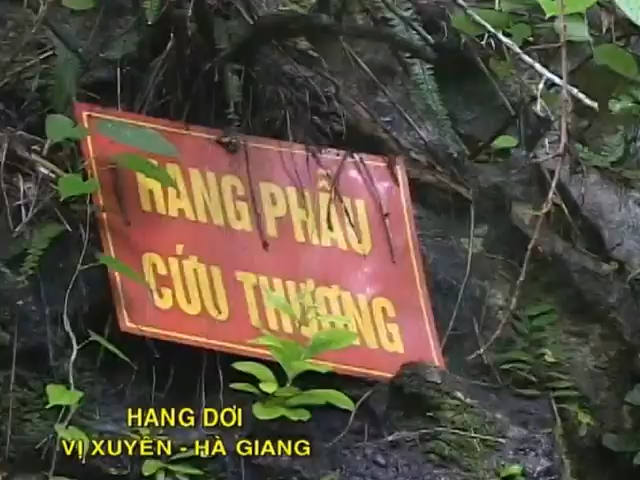 HANG PHẪU
CỨU THƯƠNG
HANG DƠI
VỊ XUYÊN - HÀ GIANG